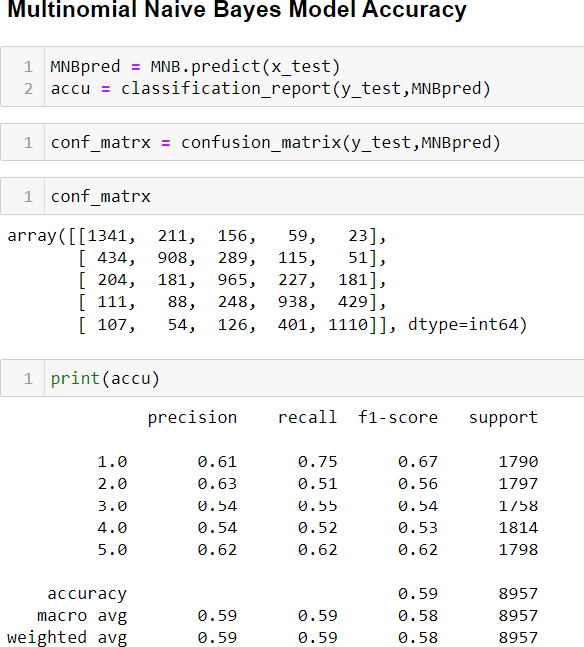 Multinomial Naive Bayes Model Accuracy
1 MNBpred = MNB.predict(x_test)
2 accu = classification_report(y_test,MNBpred)
1 conf_matrx = confusion_matrix(y_test,MNBpred)
1 conf_matrx
array([[1341, 211, 156, 59, 23],
[ 434, 908, 289, 115, 51],
[ 204, 181, 965, 227, 181],
[ 111, 88, 248, 938, 429],
[ 107, 54, 126, 401, 1110]], dtype=int64)
1 print(accu)
precision recall f1-score support
1.0 0.61 0.75 0.67 1790
2.0 0.63 0.51 0.56 1797
3.0 0.54 0.55 0.54 1758
4.0 0.54 0.52 0.53 1814
5.0 0.62 0.62 0.62 1798
accuracy 0.59 8957
macro avg 0.59 0.59 0.58 8957
weighted avg 0.59 0.59 0.58 8957